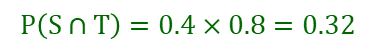 P(S ∩ T) = 0.4 × 0.8 = 0.32